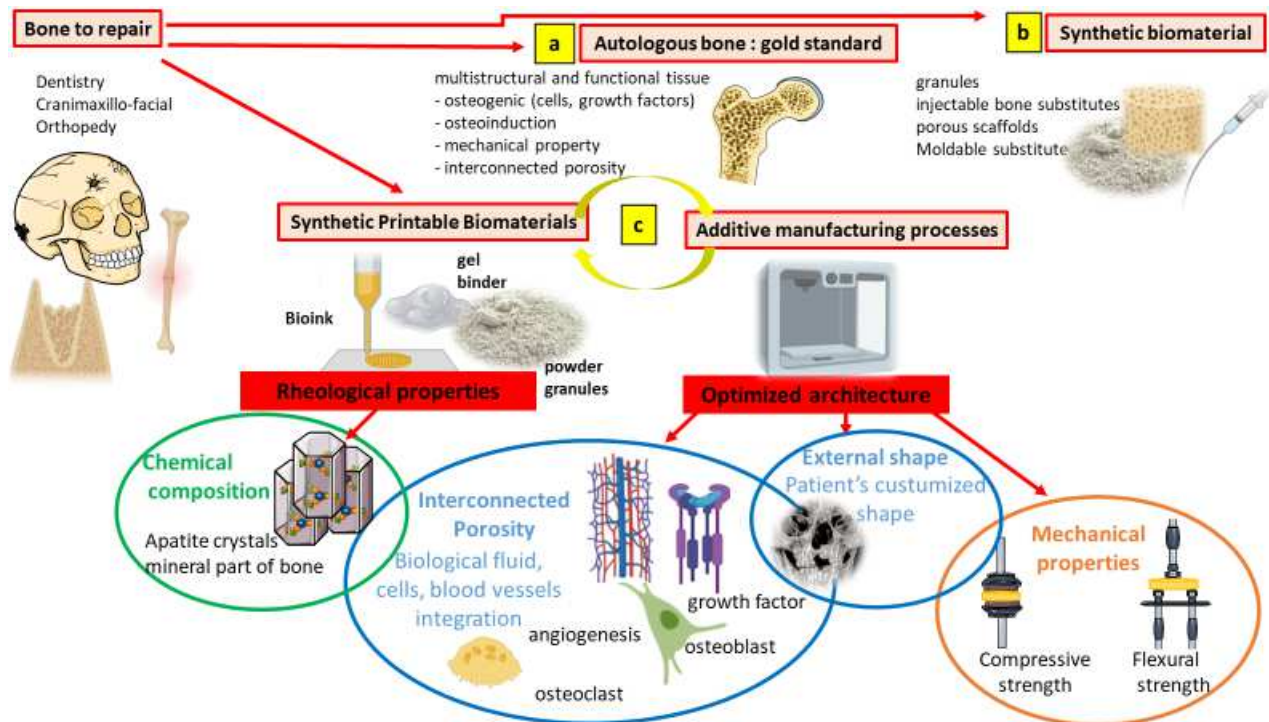 Bone to repair
a
Autologous bone : gold standard
b
Synthetic biomaterial
Dentistry
Cranimaxillo-facial
Orthopedy
multistructural and functional tissue
- osteogenic (cells, growth factors)
- osteoinduction
- mechanical property
- interconnected porosity
granules
injectable bone substitutes
porous scaffolds
Moldable substitute
Synthetic Printable Biomaterials
c
Additive manufacturing processes
gel
binder
Bioink
powder
granules
Rheological properties
Optimized architecture
Chemical
composition
Apatite crystals
mineral part of bone
Interconnected
Porosity
Biological fluid,
cells, blood vessels
integration
angiogenesis
growth factor
osteoblast
osteoclast
External shape
Patient's custumized
shape
Mechanical
properties
Compressive
strength
Flexural
strength